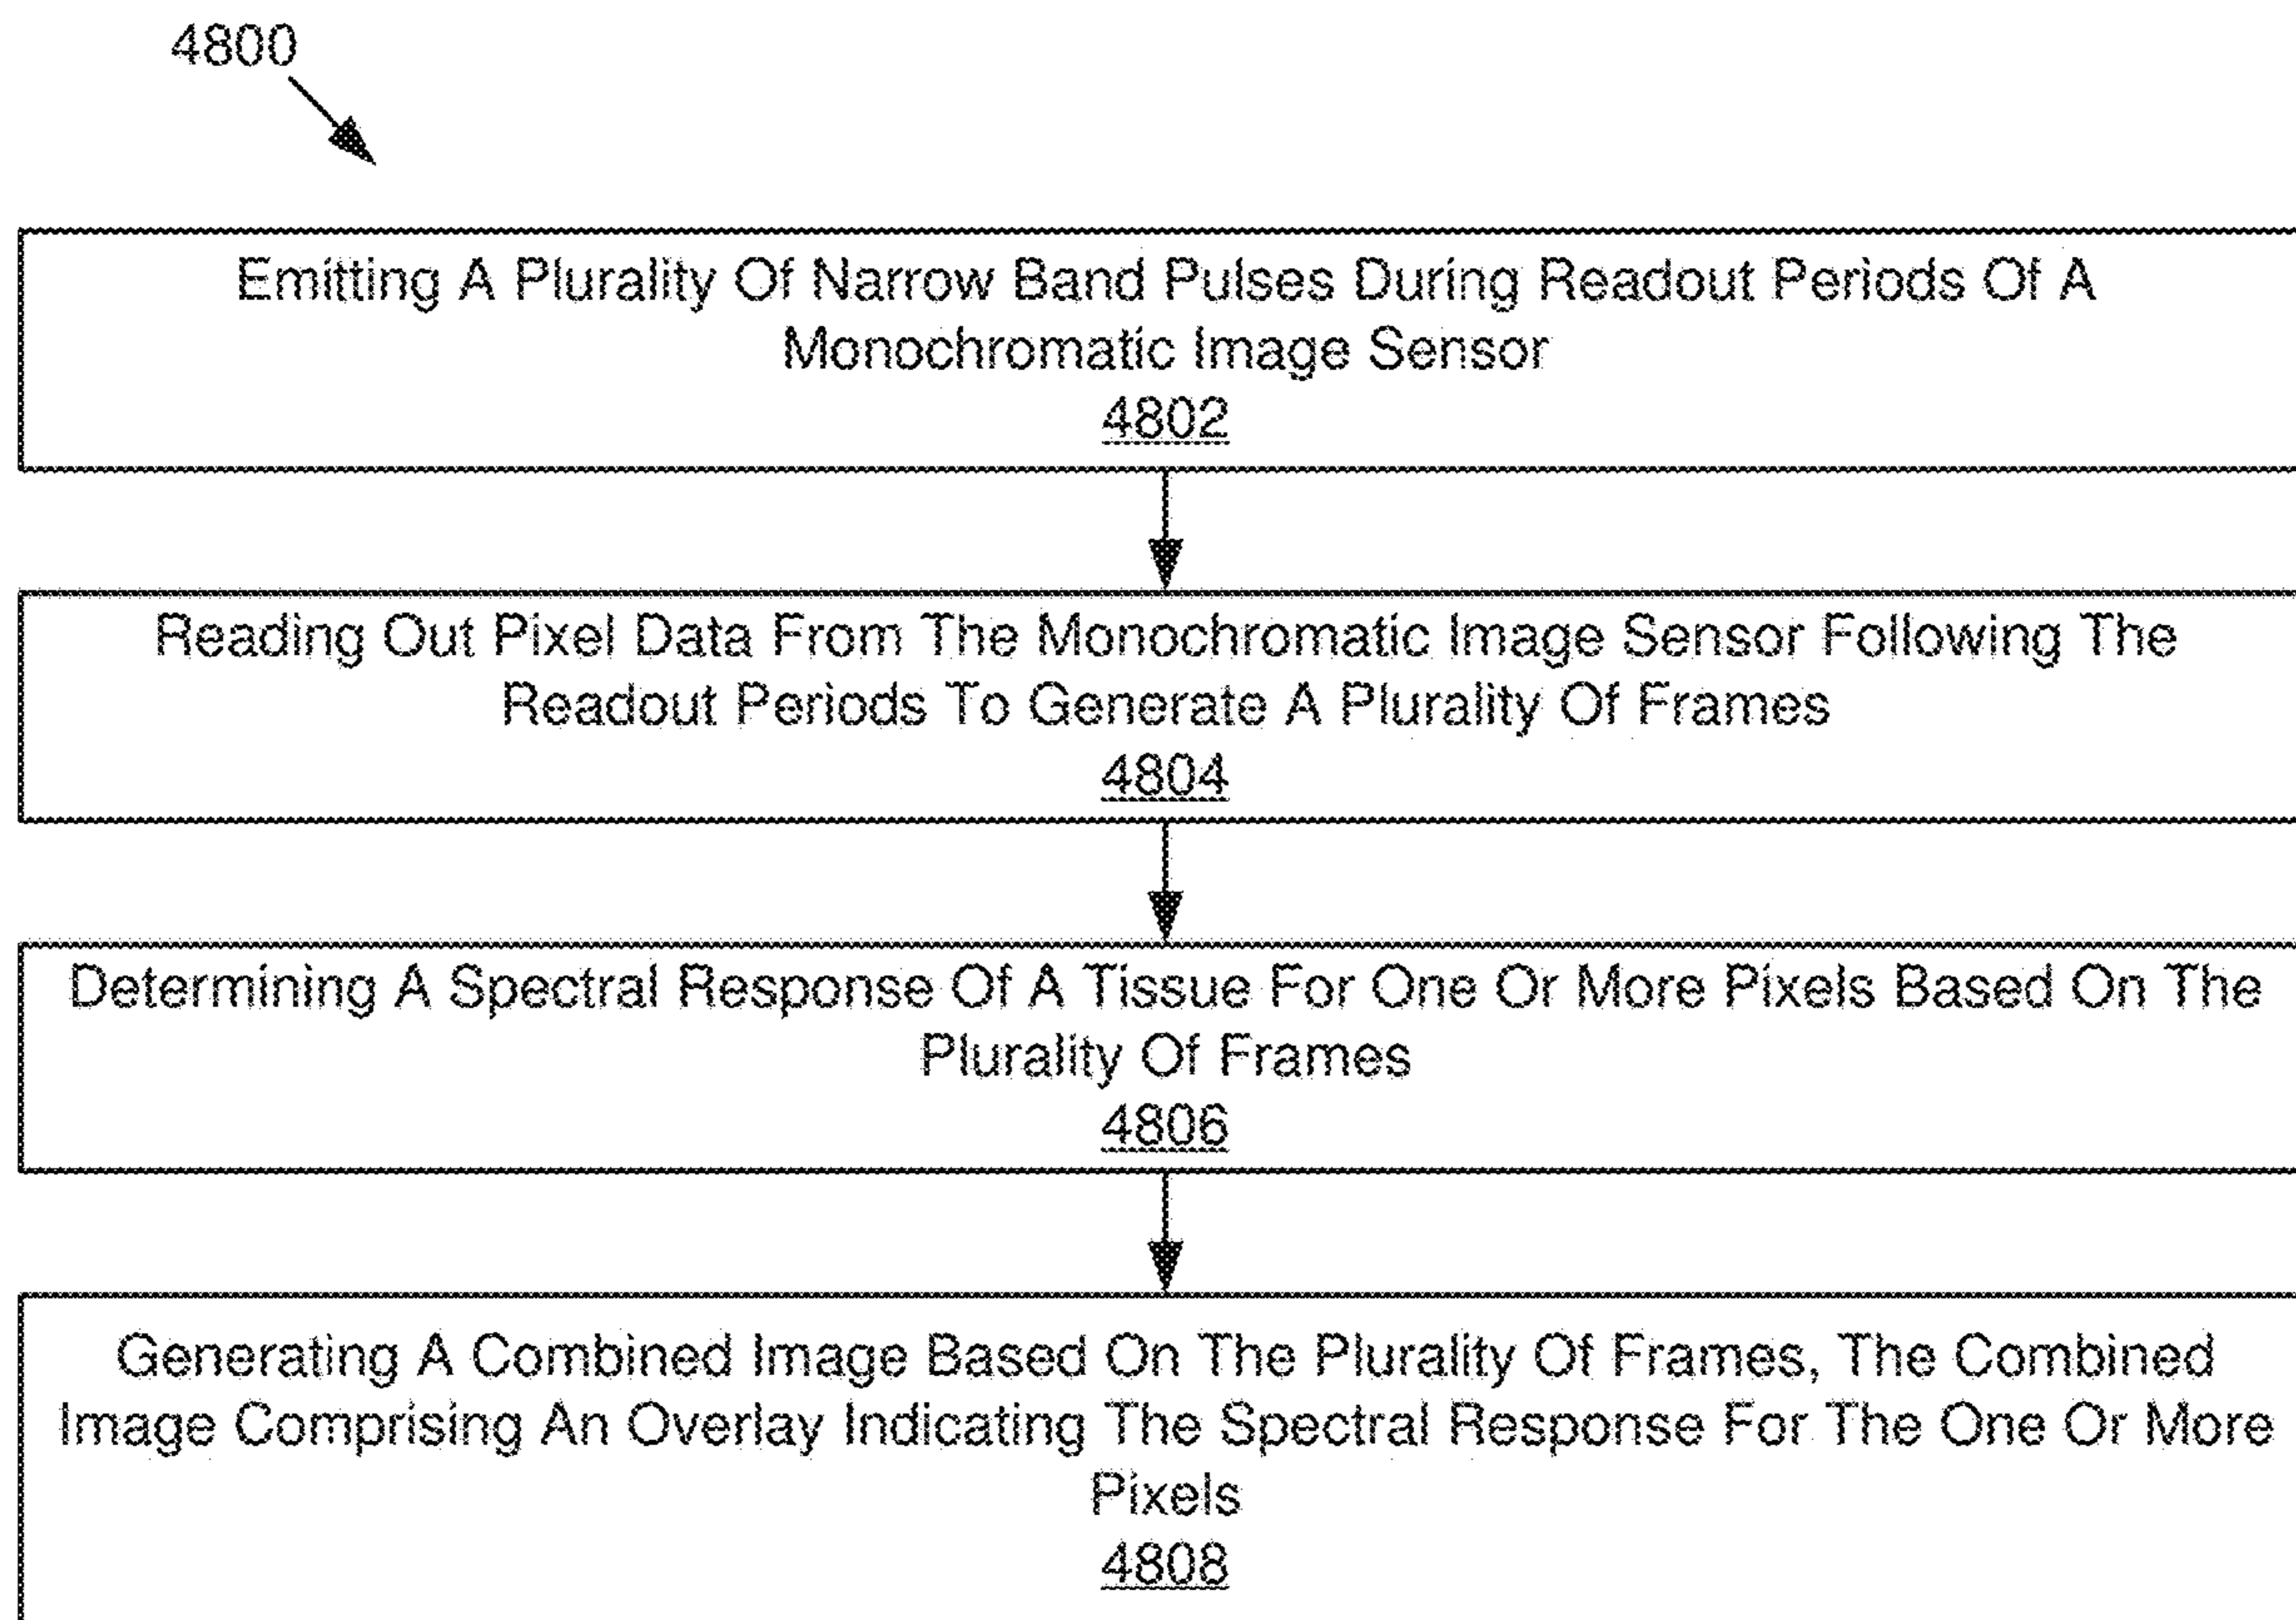 4800
Emitting A Plurality Of Narrow Band Pulses During Readout Periods Of A
Monochromatic Image Sensor
4802
Reading Out Pixel Data From The Monochromatic Image Sensor Following The
Readout Periods To Generate A Plurality Of Frames
4804
Determining A Spectral Response Of A Tissue For One Or More Pixels Based On The
Plurality Of Frames
4806
Generating A Combined Image Based On The Plurality Of Frames, The Combined
Image Comprising An Overlay Indicating The Spectral Response For The One Or More
Pixels
4808